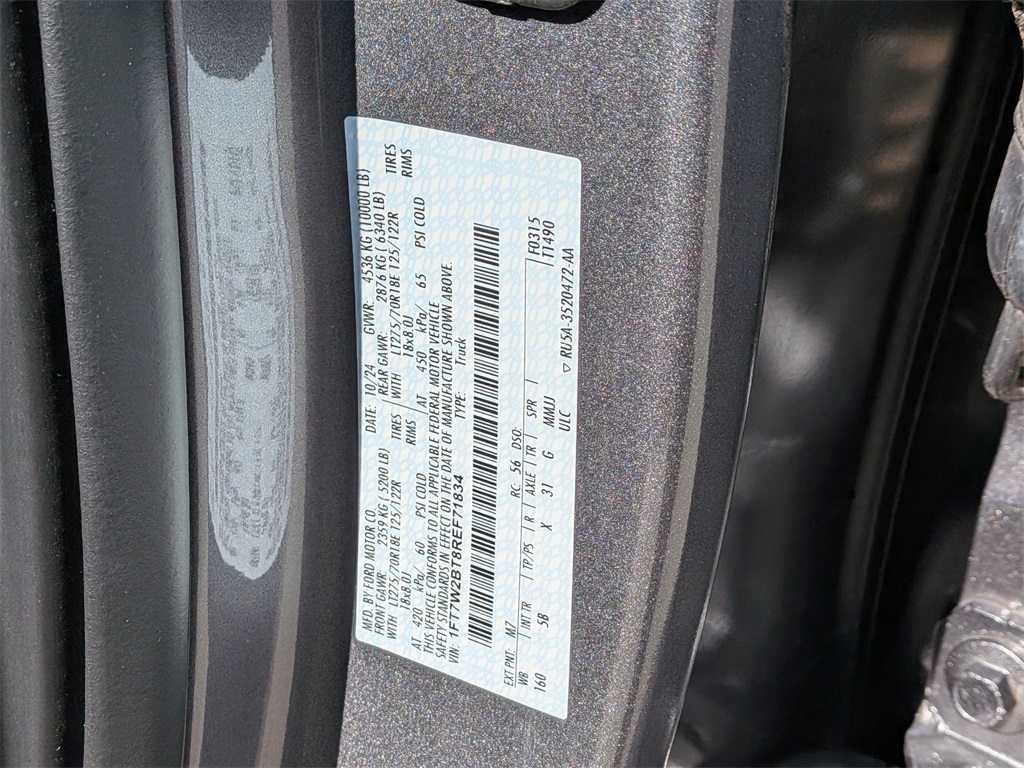 MFD. BY FORD MOTOR CO. DATE: 10/24 GVWR: 4536 KG (10000 LB)
FRONT GAWR: 2359 KG ( 5200 LB) REAR GAWR: 2876 KG ( 6340 LB)
WITH LT275/70R18E 125/122R TIRES WITH LT275/70R18E 125/122R TIRES
18x8.0J RIMS 18x8.0J RIMS
AT 420 kPa/ 60 PSI COLD AT 450 kPa/ 65 PSI COLD
THIS VEHICLE CONFORMS TO ALL APPLICABLE FEDERAL MOTOR VEHICLE
SAFETY STANDARDS IN EFFECT ON THE DATE OF MANUFACTURE SHOWN ABOVE.
VIN: 1FT7W2BT8REF71834 TYPE: Truck
EXT PNT: M7 RC: 56 DSO: F0315
WB INTTR TP/PS R AXLE TR SPR T1490
160 5B X 31 G MMJJ
ULC ▽ RU5A-3520472-AA